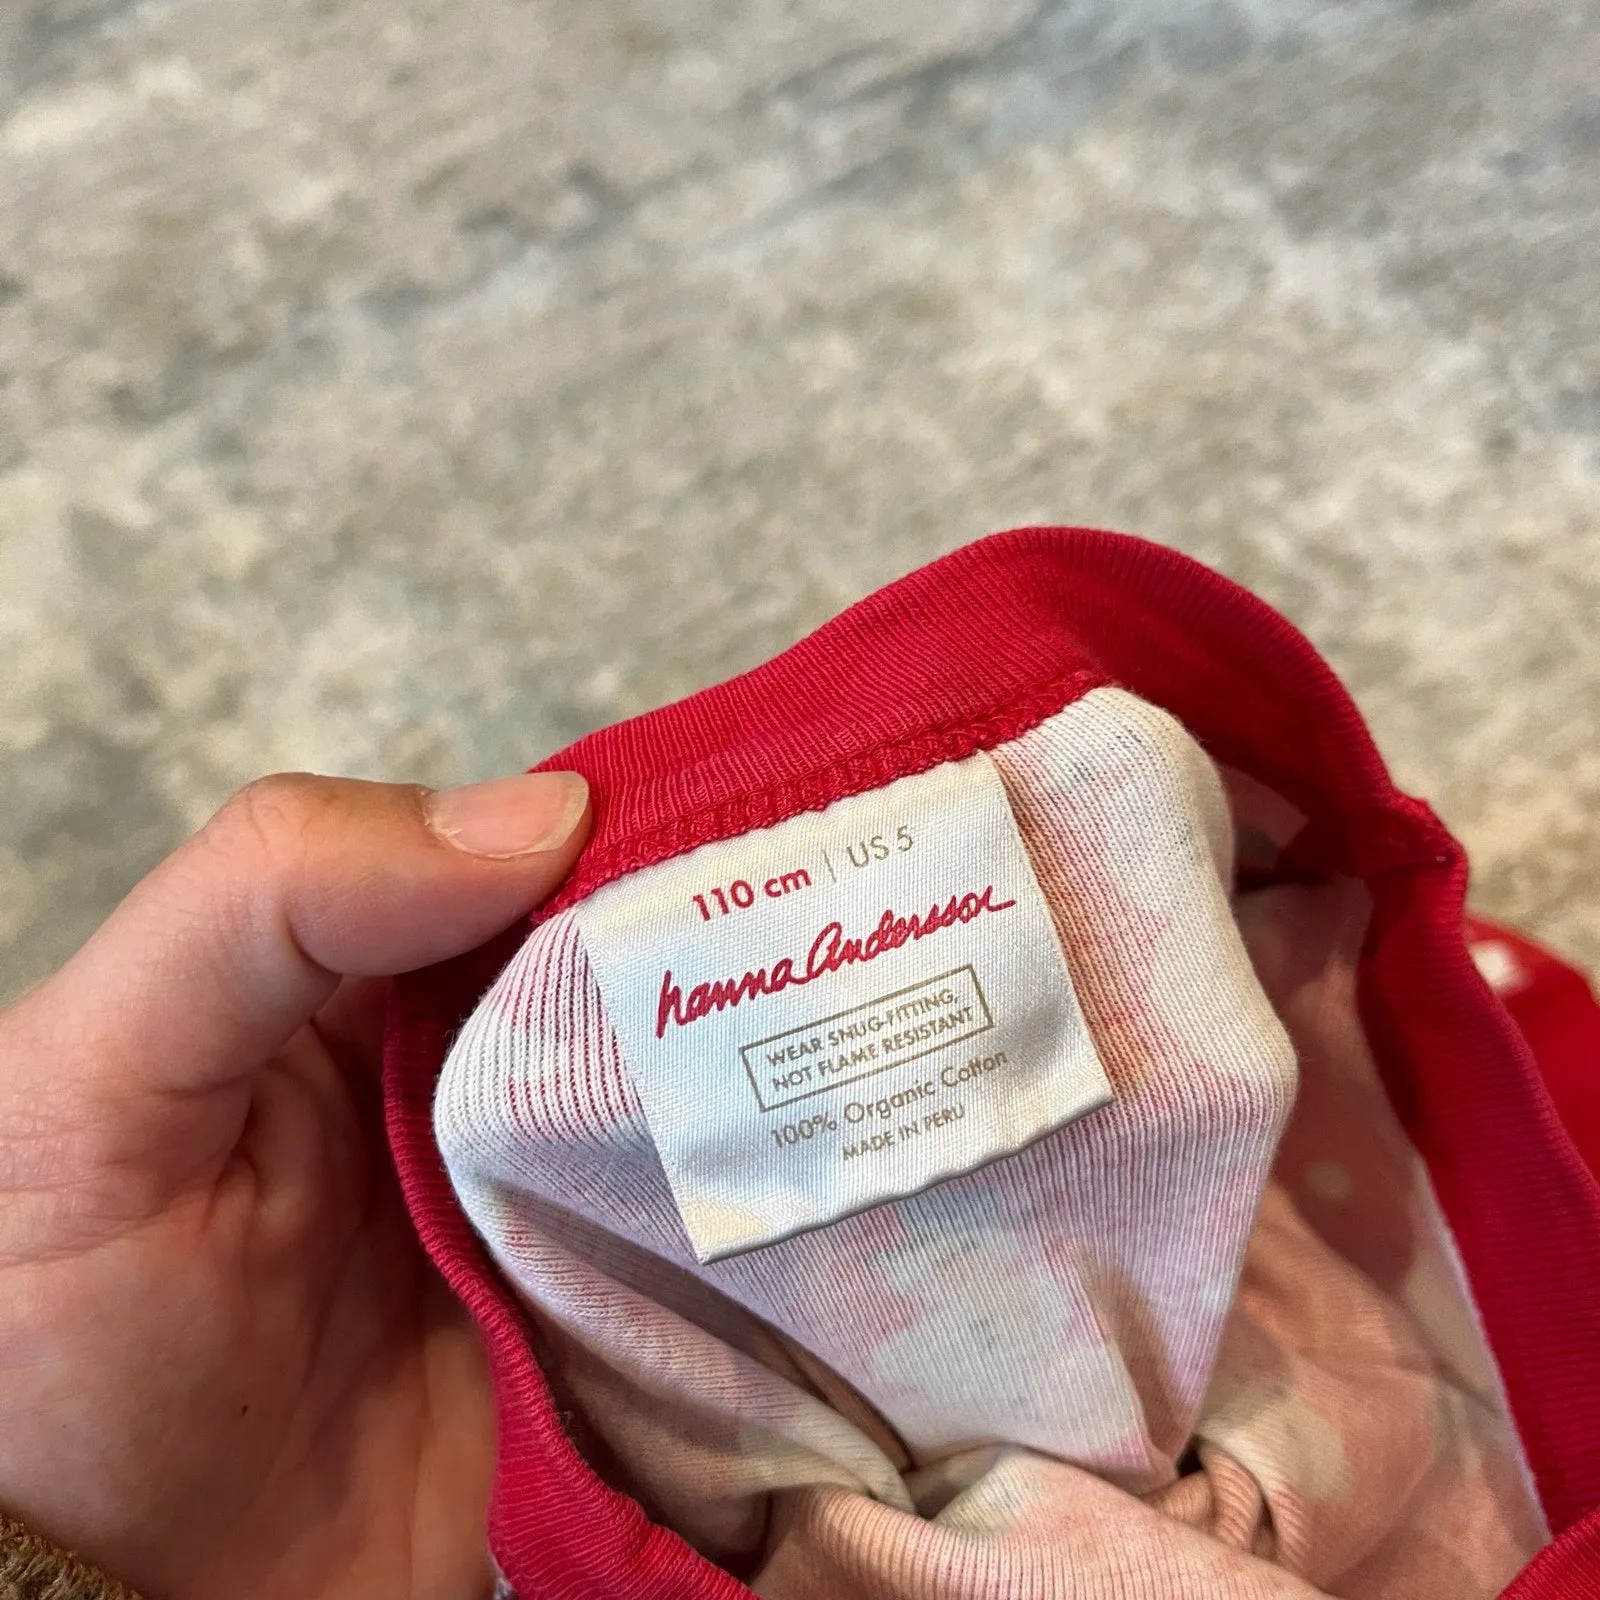 110 cm | US 5
hanna Andersson
WEAR SNUG-FITTING,
NOT FLAME RESISTANT
100% Organic Cotton
MADE IN PERU